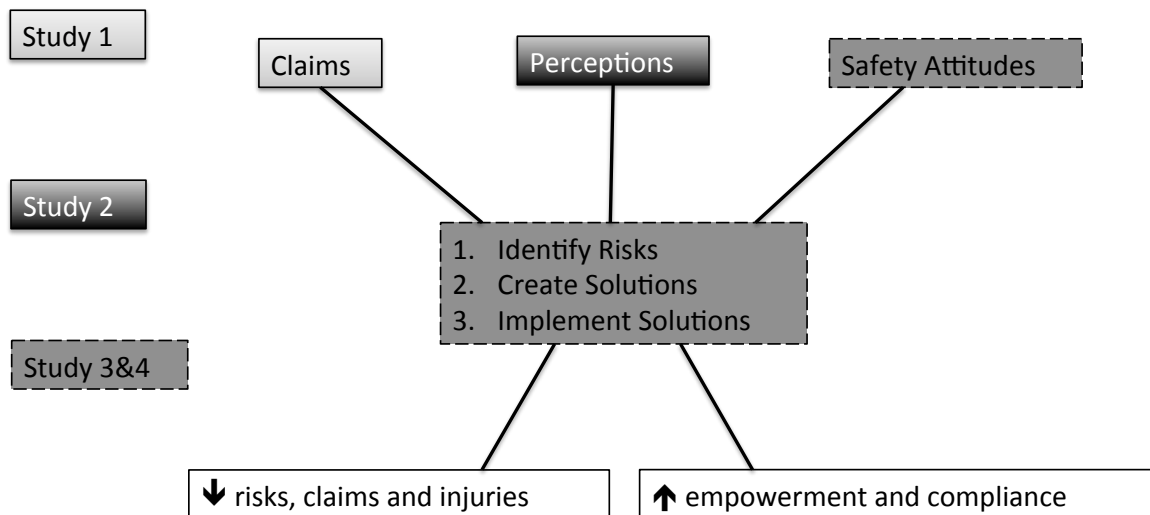 Study 1
Claims
Perceptions
Safety Attitudes
Study 2
1. Identify Risks
2. Create Solutions
3. Implement Solutions
Study 3&4
🡻 risks, claims and injuries
🡹 empowerment and compliance